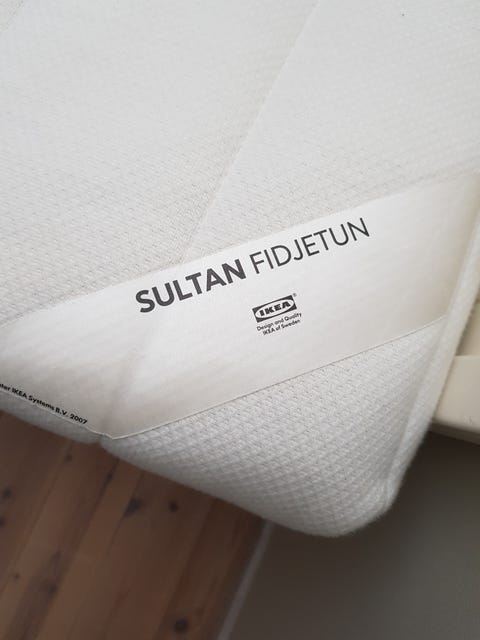 SULTAN FIDJETUN
IKEA®
Design and Quality
IKEA of Sweden
IKEA Systems B.V. 2007